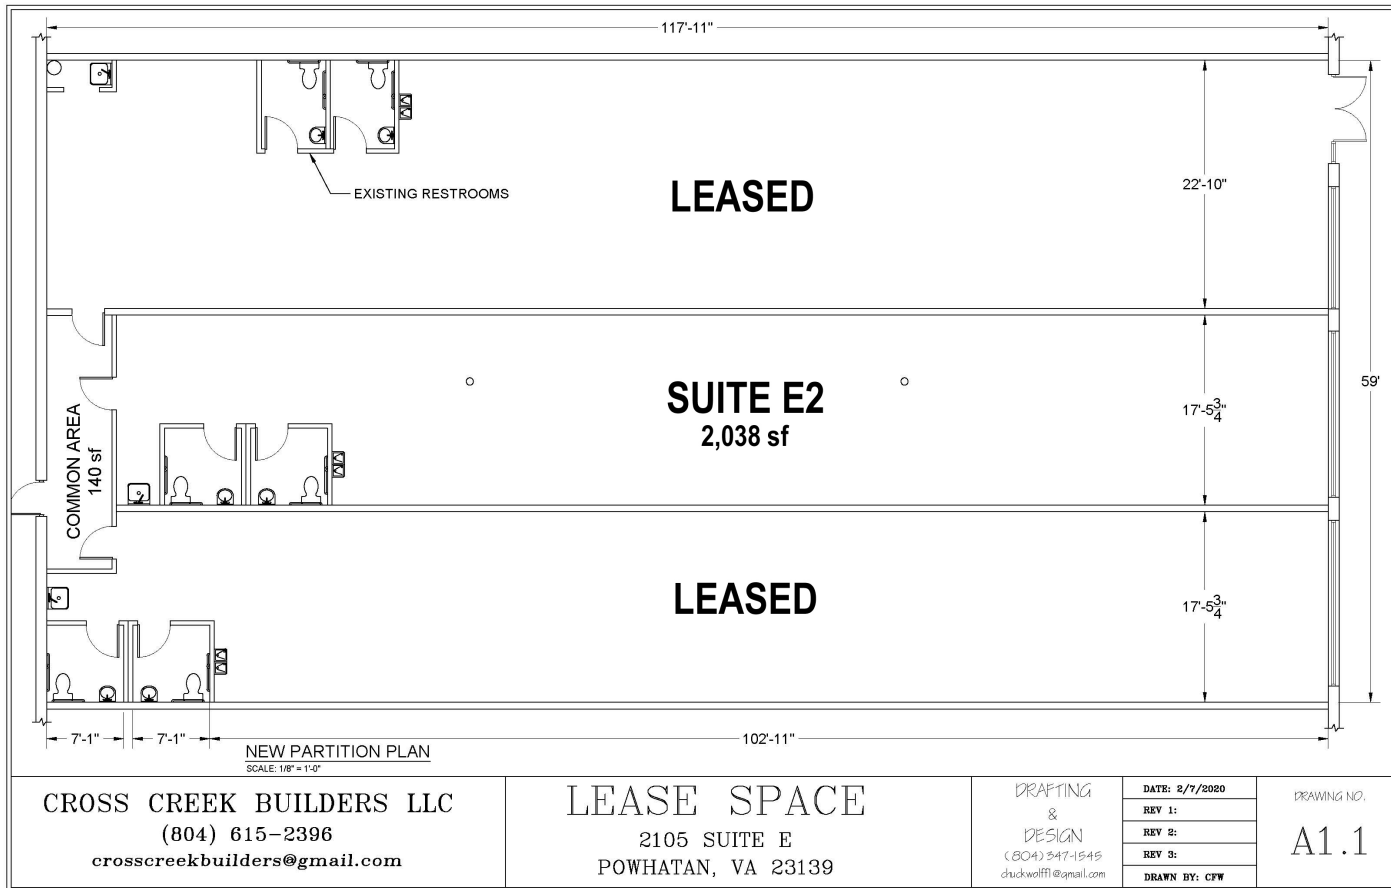 117'-11"
EXISTING RESTROOMS
LEASED
22'-10"
COMMON AREA
140 sf
SUITE E2
2,038 sf
17'-5 3/4"
59'
LEASED
17'-5 3/4"
7'-1"
7'-1"
102'-11"
NEW PARTITION PLAN
SCALE: 1/8" = 1'-0"
CROSS CREEK BUILDERS LLC
(804) 615-2396
crosscreekbuilders@gmail.com
LEASE SPACE
2105 SUITE E
POWHATAN, VA 23139
DRAFTING
&
DESIGN
(804) 347-1545
chuckwolff1@gmail.com
DATE: 2/7/2020
REV 1:
REV 2:
REV 3:
DRAWN BY: CFW
DRAWING NO.
A1.1